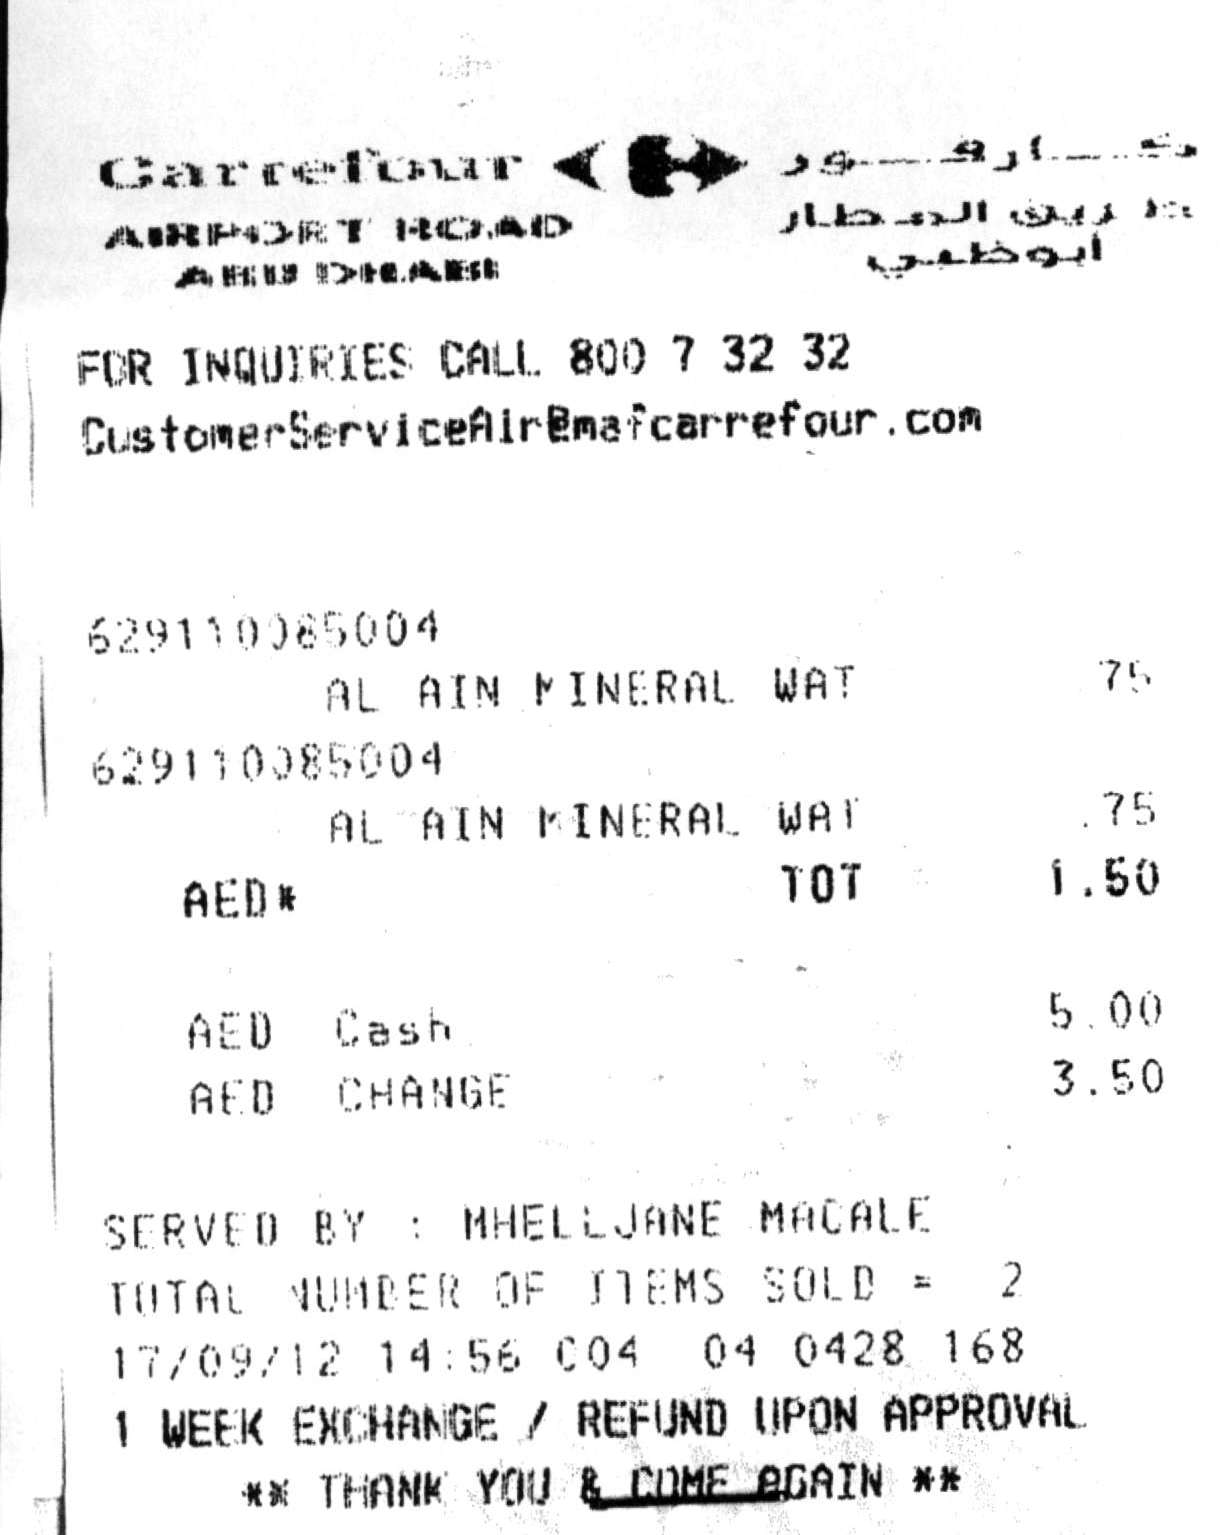 Carrefour كارفور
AIRPORT ROAD طريق المطار
ABU DHABI أبوظبي
FOR INQUIRIES CALL 800 7 32 32
CustomerServiceAir@mafcarrefour.com
629110085004
AL AIN MINERAL WAT .75
629110085004
AL AIN MINERAL WAT .75
AED* TOT 1.50
AED Cash 5.00
AED CHANGE 3.50
SERVED BY : MHELLJANE MACALE
TOTAL NUMBER OF ITEMS SOLD = 2
17/09/12 14:56 C04 04 0428 168
1 WEEK EXCHANGE / REFUND UPON APPROVAL
** THANK YOU & COME AGAIN **